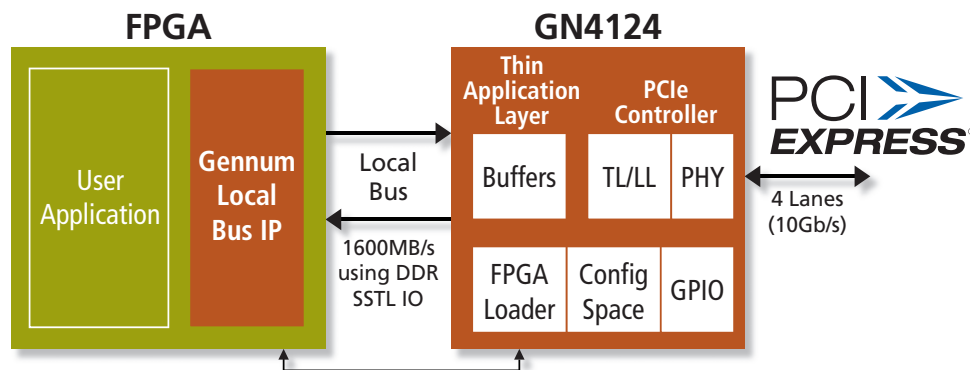 FPGA
User
Application
Gennum
Local
Bus IP
Local
Bus
1600MB/s
using DDR
SSTL IO
GN4124
Thin
Application
Layer
PCIe
Controller
Buffers
TL/LL
PHY
FPGA
Loader
Config
Space
GPIO
PCI
EXPRESS®
4 Lanes
(10Gb/s)